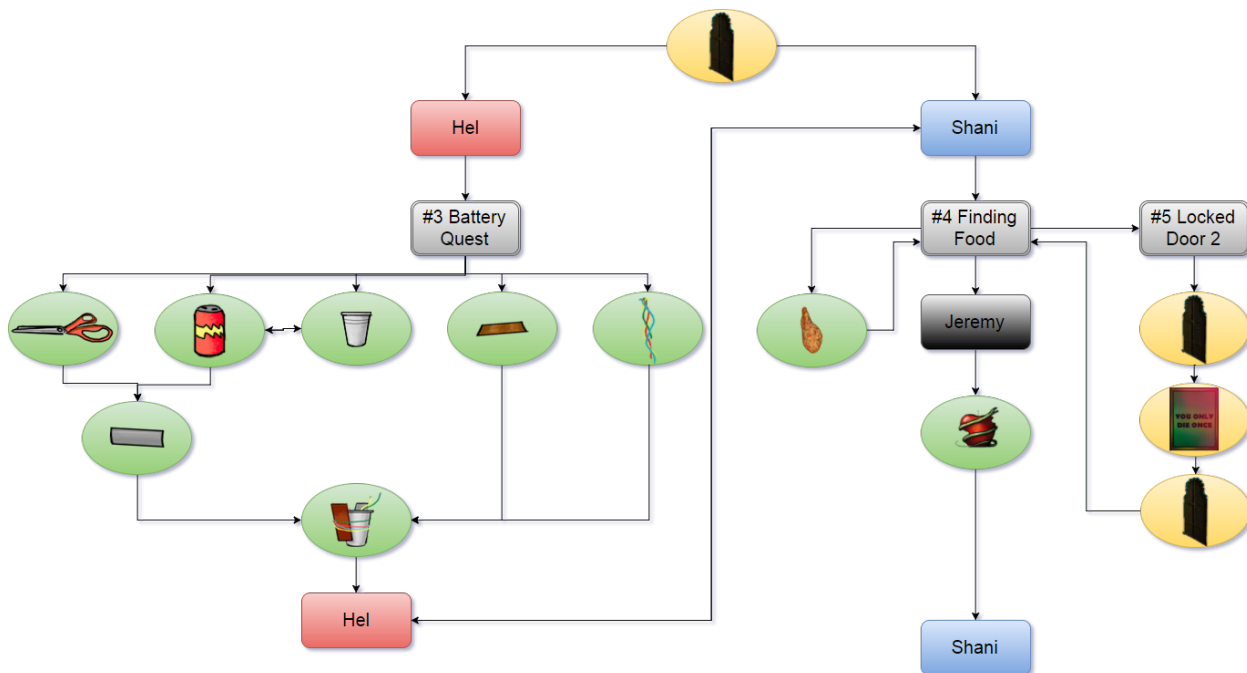 Hel
Shani
#3 Battery
Quest
#4 Finding
Food
#5 Locked
Door 2
Jeremy
YOU ONLY
DIE ONCE
Hel
Shani